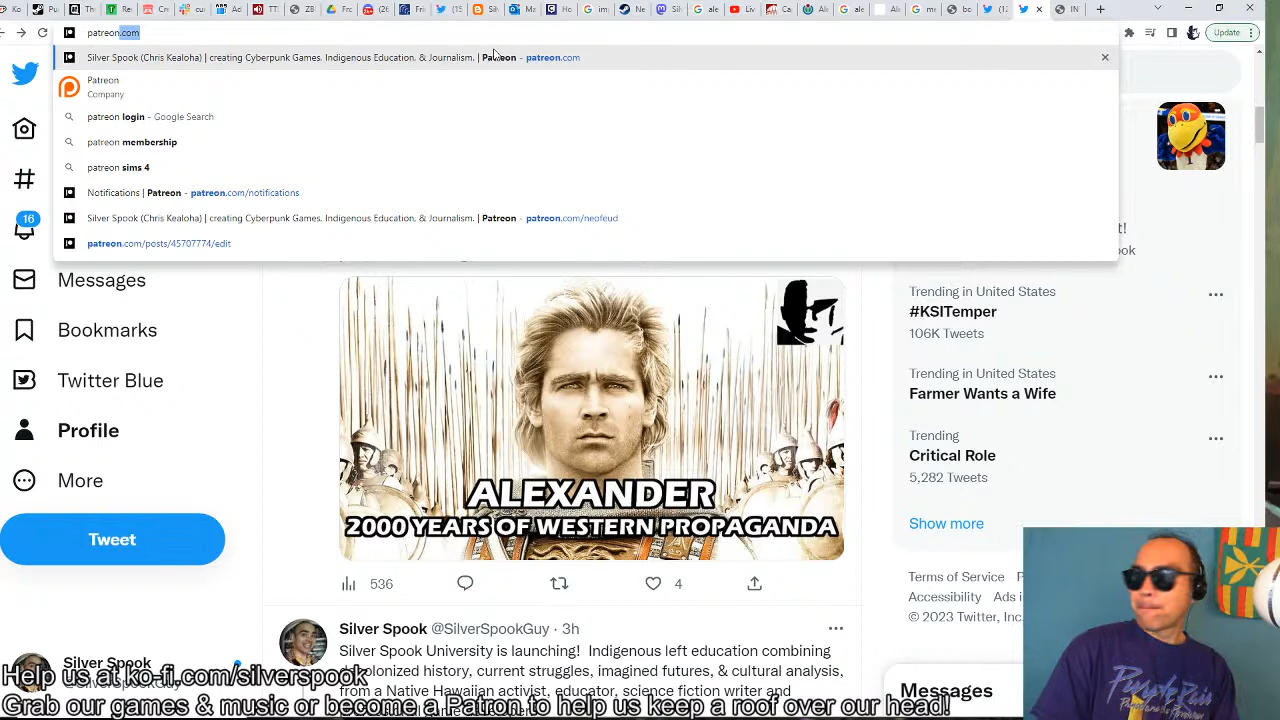 Update
patreon.com
Silver Spook (Chris Kealoha) | creating Cyberpunk Games, Indigenous Education, & Journalism. | Patreon - patreon.com
Patreon
Company
patreon login - Google Search
patreon membership
patreon sims 4
Notifications | Patreon - patreon.com/notifications
Silver Spook (Chris Kealoha) | creating Cyberpunk Games, Indigenous Education, & Journalism. | Patreon - patreon.com/neofeud
patreon.com/posts/45707774/edit
16
Messages
Bookmarks
Twitter Blue
Profile
More
Tweet
ALEXANDER
2000 YEARS OF WESTERN PROPAGANDA
536
4
Silver Spook @SilverSpookGuy · 3h
Silver Spook University is launching! Indigenous left education combining
decolonized history, current struggles, imagined futures, & cultural analysis,
from a Native Hawaiian activist, educator, science fiction writer and
Trending in United States
#KSITemper
106K Tweets
Trending in United States
Farmer Wants a Wife
Trending
Critical Role
5,282 Tweets
Show more
Terms of Service
Accessibility
© 2023 Twitter, Inc.
Messages
Silver Spook
Help us at ko-fi.com/silverspook
Grab our games & music or become a Patron to help us keep a roof over our head!